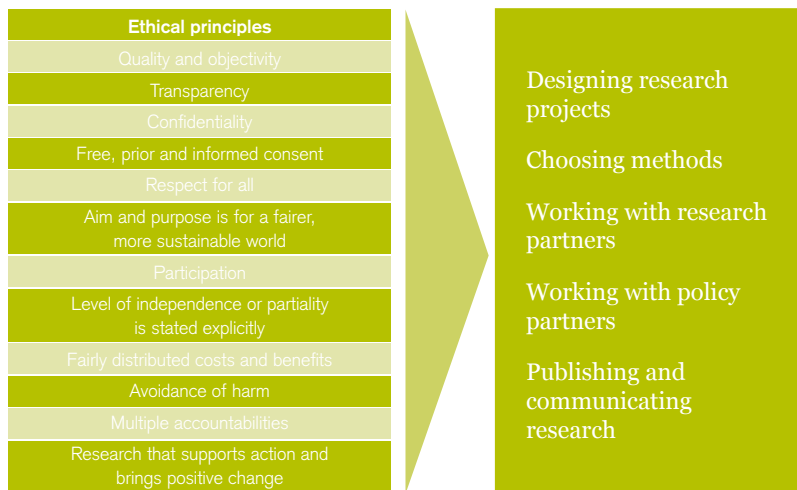 Ethical principles
Quality and objectivity
Transparency
Confidentiality
Free, prior and informed consent
Respect for all
Aim and purpose is for a fairer,
more sustainable world
Participation
Level of independence or partiality
is stated explicitly
Fairly distributed costs and benefits
Avoidance of harm
Multiple accountabilities
Research that supports action and
brings positive change
Designing research
projects
Choosing methods
Working with research
partners
Working with policy
partners
Publishing and
communicating
research